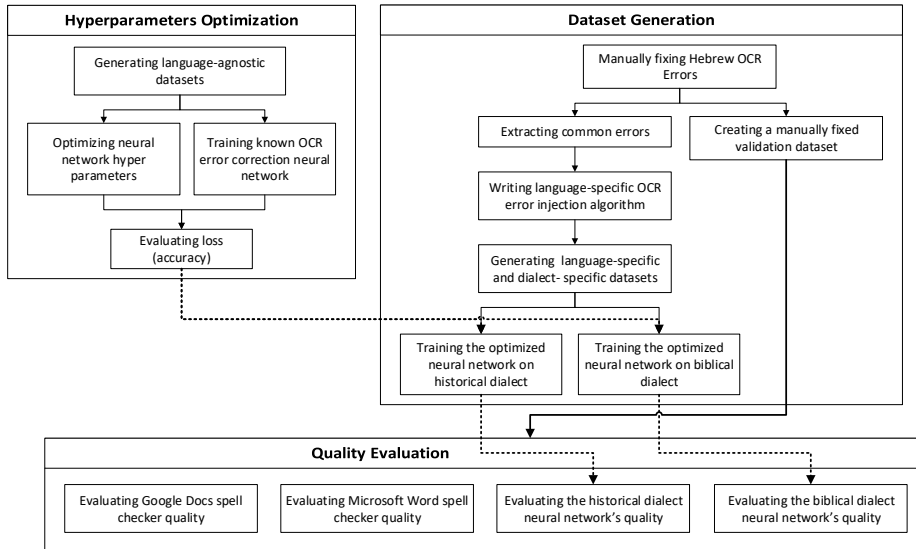 Hyperparameters Optimization
Generating language-agnostic
datasets
Optimizing neural
network hyper
parameters
Training known OCR
error correction neural
network
Evaluating loss
(accuracy)
Dataset Generation
Manually fixing Hebrew OCR
Errors
Extracting common errors
Creating a manually fixed
validation dataset
Writing language-specific OCR
error injection algorithm
Generating language-specific
and dialect- specific datasets
Training the optimized
neural network on
historical dialect
Training the optimized
neural network on biblical
dialect
Quality Evaluation
Evaluating Google Docs spell
checker quality
Evaluating Microsoft Word spell
checker quality
Evaluating the historical dialect
neural network's quality
Evaluating the biblical dialect
neural network's quality